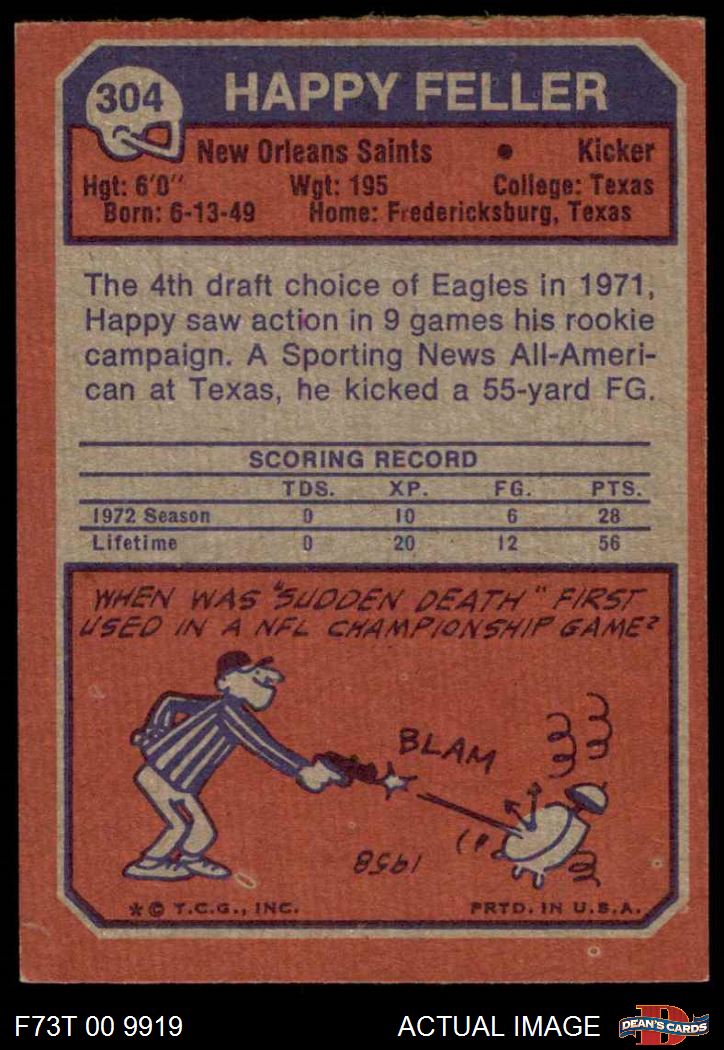 304
HAPPY FELLER
New Orleans Saints • Kicker
Hgt: 6'0" Wgt: 195 College: Texas
Born: 6-13-49 Home: Fredericksburg, Texas
The 4th draft choice of Eagles in 1971,
Happy saw action in 9 games his rookie
campaign. A Sporting News All-Ameri-
can at Texas, he kicked a 55-yard FG.
SCORING RECORD
TDS. XP. FG. PTS.
1972 Season 0 10 6 28
Lifetime 0 20 12 56
WHEN WAS "SUDDEN DEATH" FIRST
USED IN A NFL CHAMPIONSHIP GAME?
BLAM
1958
*© T.C.G., INC. PRTD. IN U.S.A.
F73T 00 9919 ACTUAL IMAGE D DEAN'S CARDS